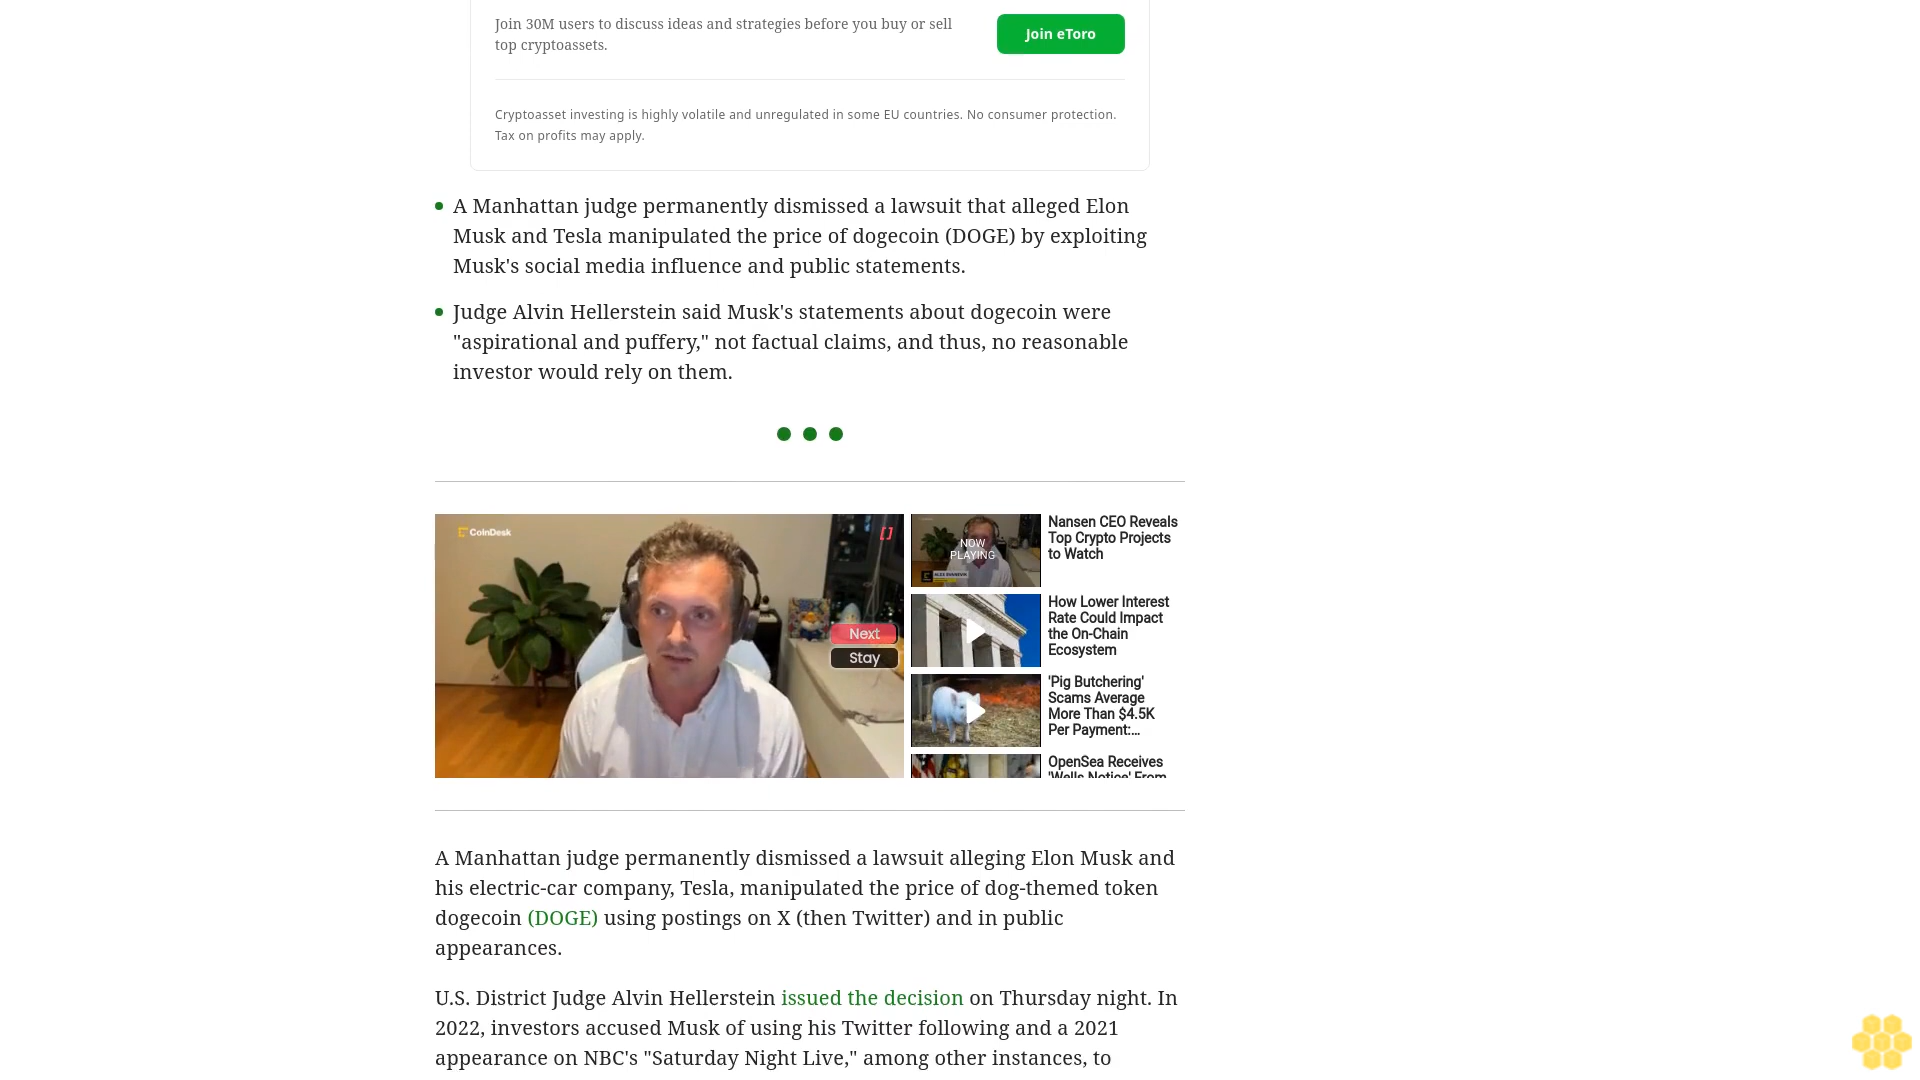 Join 30M users to discuss ideas and strategies before you buy or sell
top cryptoassets.
Join eToro
Cryptoasset investing is highly volatile and unregulated in some EU countries. No consumer protection.
Tax on profits may apply.
A Manhattan judge permanently dismissed a lawsuit that alleged Elon
Musk and Tesla manipulated the price of dogecoin (DOGE) by exploiting
Musk's social media influence and public statements.
Judge Alvin Hellerstein said Musk's statements about dogecoin were
"aspirational and puffery," not factual claims, and thus, no reasonable
investor would rely on them.
CoinDesk
Next
Stay
NOW
PLAYING
Nansen CEO Reveals
Top Crypto Projects
to Watch
How Lower Interest
Rate Could Impact
the On-Chain
Ecosystem
'Pig Butchering'
Scams Average
More Than $4.5K
Per Payment:...
OpenSea Receives
'Wells Notice' From
A Manhattan judge permanently dismissed a lawsuit alleging Elon Musk and
his electric-car company, Tesla, manipulated the price of dog-themed token
dogecoin (DOGE) using postings on X (then Twitter) and in public
appearances.
U.S. District Judge Alvin Hellerstein issued the decision on Thursday night. In
2022, investors accused Musk of using his Twitter following and a 2021
appearance on NBC's "Saturday Night Live," among other instances, to